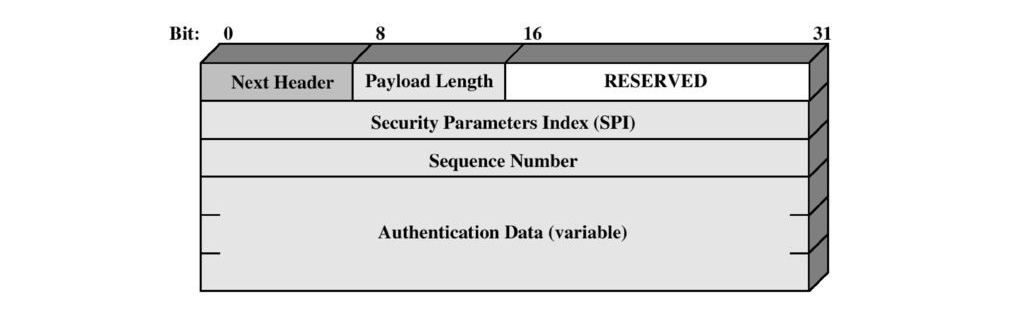 Bit: 0 8 16 31
Next Header Payload Length RESERVED
Security Parameters Index (SPI)
Sequence Number
Authentication Data (variable)